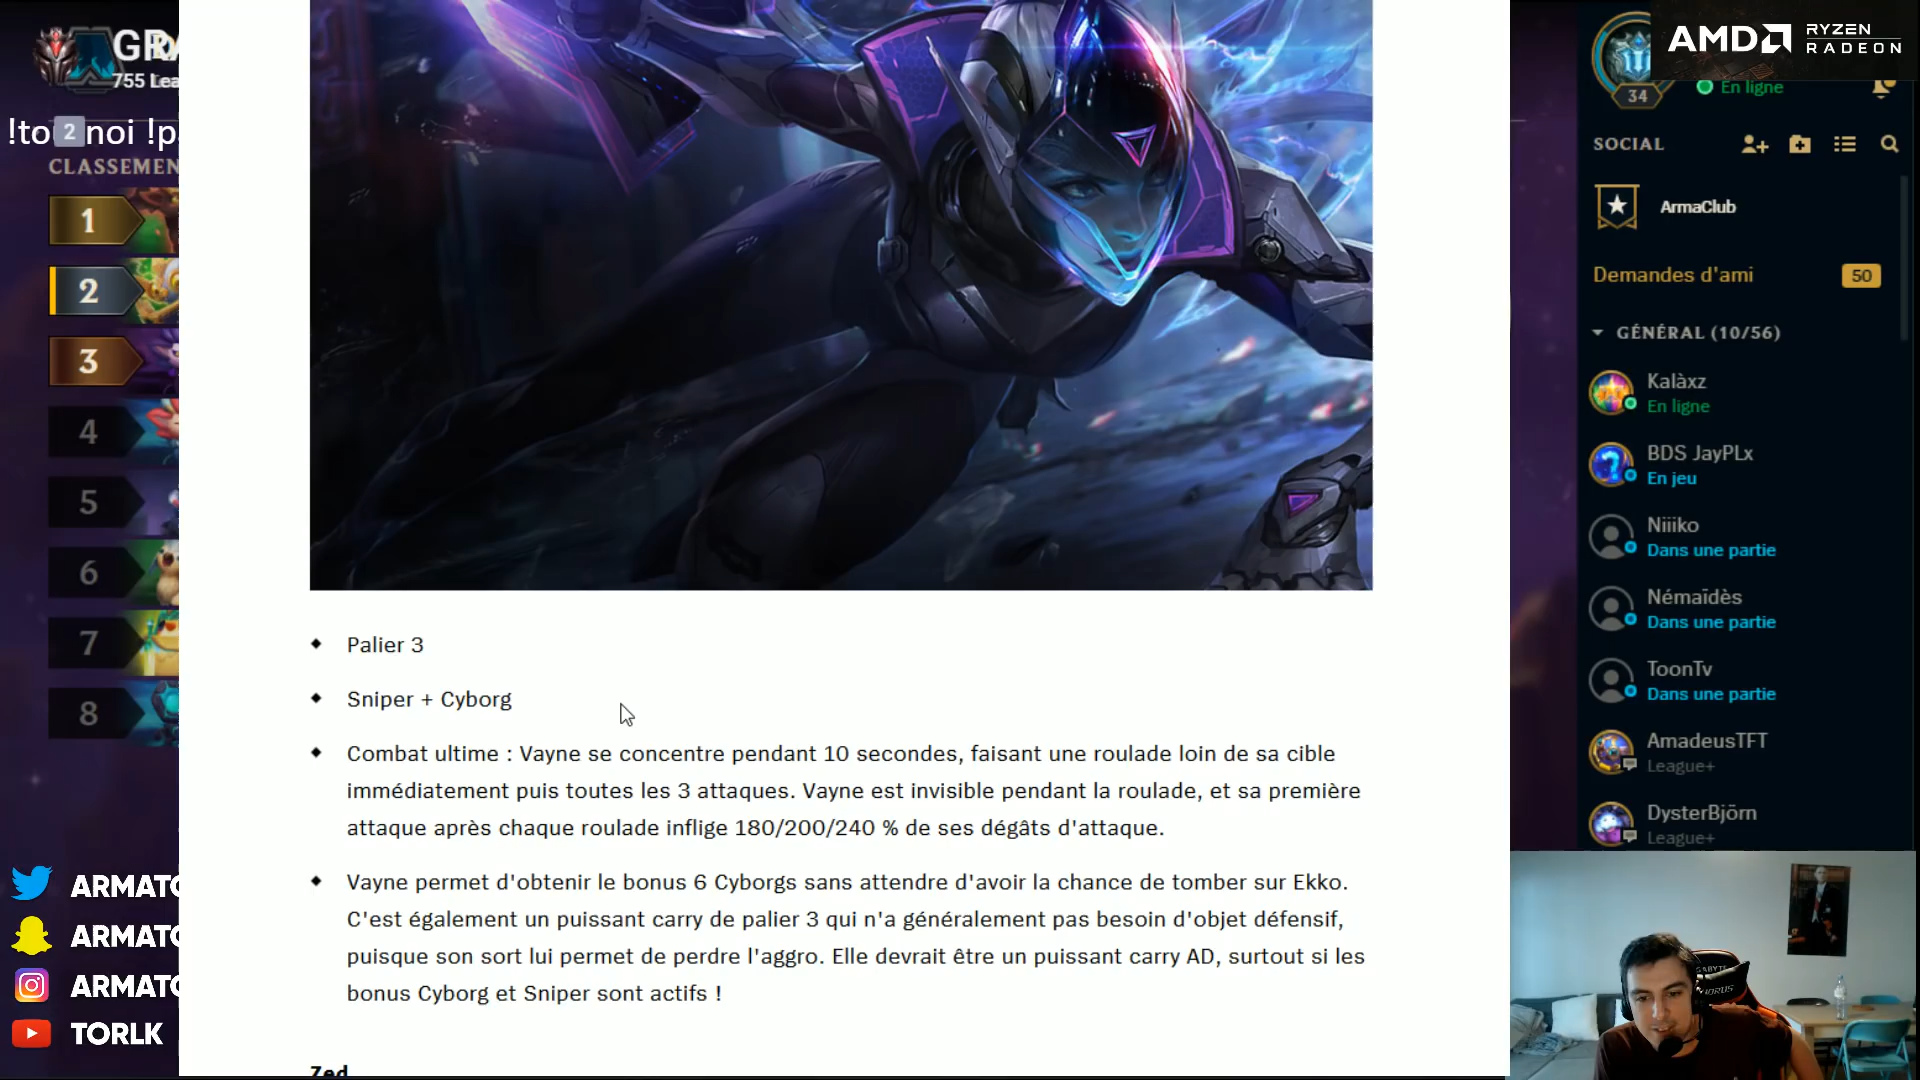 GRA
755 Lea
!to 2 noi !p
CLASSEMEN
1
2
3
4
5
6
7
8
ARMATO
ARMATO
ARMATO
TORLK
Palier 3
Sniper + Cyborg
Combat ultime : Vayne se concentre pendant 10 secondes, faisant une roulade loin de sa cible
immédiatement puis toutes les 3 attaques. Vayne est invisible pendant la roulade, et sa première
attaque après chaque roulade inflige 180/200/240 % de ses dégâts d'attaque.
Vayne permet d'obtenir le bonus 6 Cyborgs sans attendre d'avoir la chance de tomber sur Ekko.
C'est également un puissant carry de palier 3 qui n'a généralement pas besoin d'objet défensif,
puisque son sort lui permet de perdre l'aggro. Elle devrait être un puissant carry AD, surtout si les
bonus Cyborg et Sniper sont actifs !
Zed
AMD RYZEN
RADEON
34
En ligne
SOCIAL
ArmaClub
Demandes d'ami 50
GÉNÉRAL (10/56)
Kalàxz
En ligne
BDS JayPLx
En jeu
Niiiko
Dans une partie
Némaïdès
Dans une partie
ToonTv
Dans une partie
AmadeusTFT
League+
DysterBjörn
League+